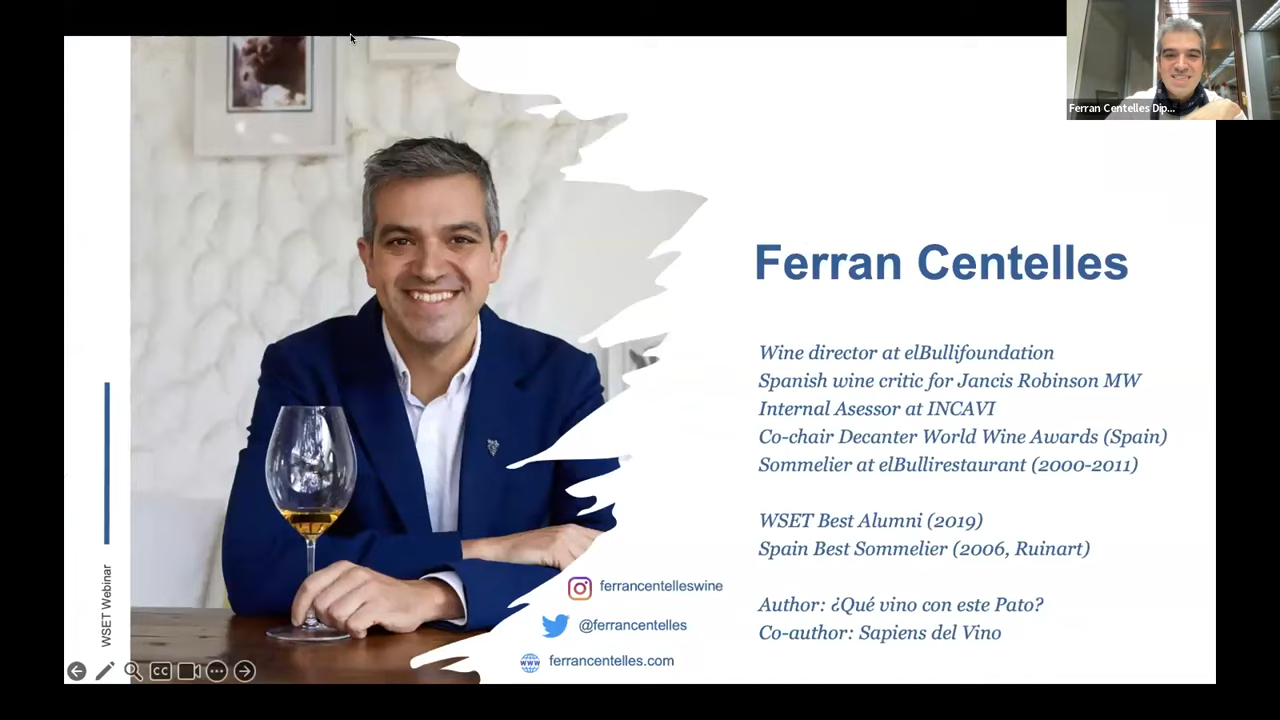 Ferran Centelles Dip...
Ferran Centelles
Wine director at elBullifoundation
Spanish wine critic for Jancis Robinson MW
Internal Asessor at INCAVI
Co-chair Decanter World Wine Awards (Spain)
Sommelier at elBullirestaurant (2000-2011)
WSET Best Alumni (2019)
Spain Best Sommelier (2006, Ruinart)
Author: ¿Qué vino con este Pato?
Co-author: Sapiens del Vino
ferrancentelleswine
@ferrancentelles
www
ferrancentelles.com
WSET Webinar
CC